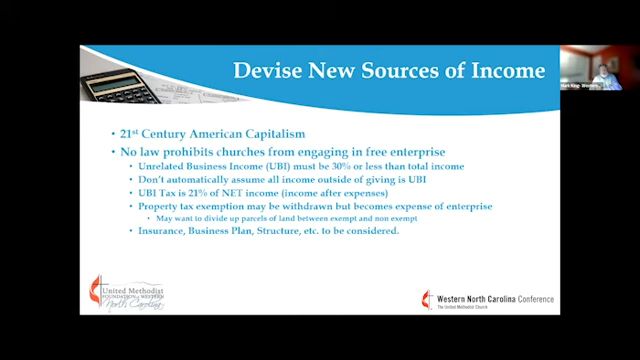 Devise New Sources of Income
Mark King- Western
• 21st Century American Capitalism
• No law prohibits churches from engaging in free enterprise
• Unrelated Business Income (UBI) must be 30% or less than total income
• Don't automatically assume all income outside of giving is UBI
• UBI Tax is 21% of NET income (income after expenses)
• Property tax exemption may be withdrawn but becomes expense of enterprise
• May want to divide up parcels of land between exempt and non exempt
• Insurance, Business Plan, Structure, etc. to be considered.
United Methodist
FOUNDATION of WESTERN
North Carolina
Western North Carolina Conference
The United Methodist Church